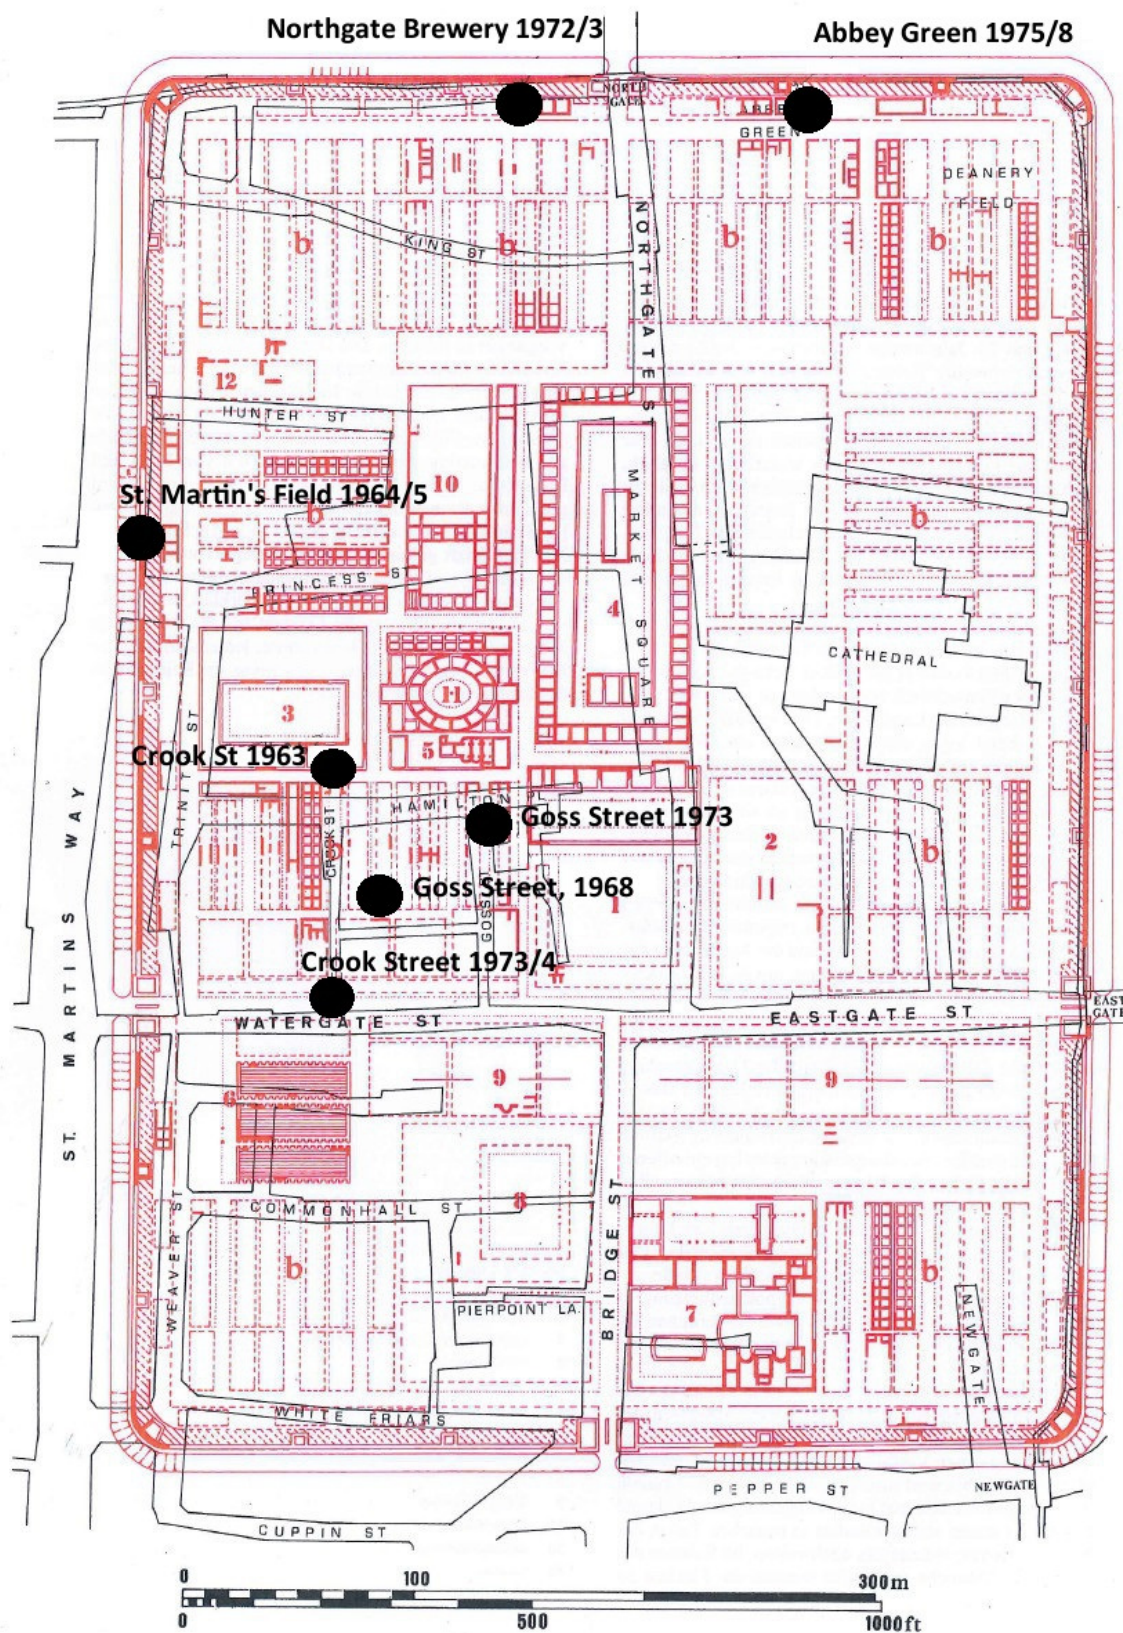 Northgate Brewery 1972/3
Abbey Green 1975/8
NORTH
GATE
ABBEY
GREEN
DEANERY
FIELD
KING ST
b
b
b
b
NORTHGATE ST
12
HUNTER ST
10
St. Martin's Field 1964/5
b
b
MARKET SQUARE
PRINCESS ST
4
CATHEDRAL
11
3
5
Crook St 1963
TRINITY ST
HAMILTON
Goss Street 1973
CROOK ST
b
2
b
Goss Street, 1968
1
GOSS
Crook Street 1973/4
ST. MARTINS WAY
WATERGATE ST
EASTGATE ST
EAST
GATE
9
9
6
8
COMMONHALL ST
WEAVER ST
b
BRIDGE ST
b
PIERPOINT LA.
7
NEWGATE
WHITE FRIARS
PEPPER ST
NEWGATE
CUPPIN ST
0 100 300m
0 500 1000ft